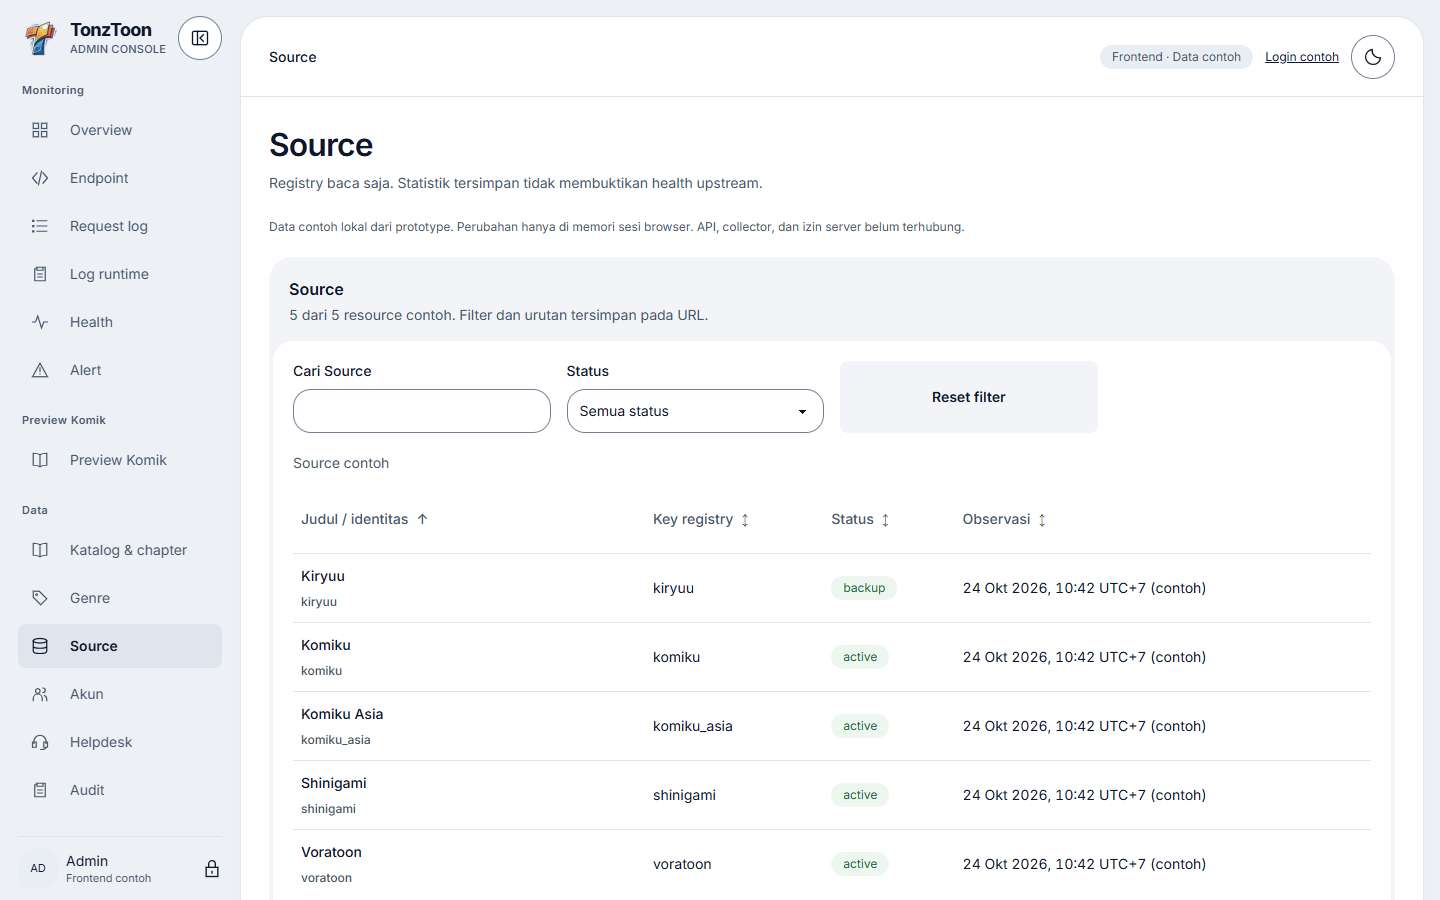 TonzToon
ADMIN CONSOLE
Monitoring
Overview
Endpoint
Request log
Log runtime
Health
Alert
Preview Komik
Preview Komik
Data
Katalog & chapter
Genre
Source
Akun
Helpdesk
Audit
AD
Admin
Frontend contoh
Source
Frontend · Data contoh
Login contoh
Source
Registry baca saja. Statistik tersimpan tidak membuktikan health upstream.
Data contoh lokal dari prototype. Perubahan hanya di memori sesi browser. API, collector, dan izin server belum terhubung.
Source
5 dari 5 resource contoh. Filter dan urutan tersimpan pada URL.
Cari Source
Status
Semua status
Reset filter
Source contoh
Judul / identitas ↑ Key registry ↕ Status ↕ Observasi ↕
Kiryuu
kiryuu
kiryuu backup 24 Okt 2026, 10:42 UTC+7 (contoh)
Komiku
komiku
komiku active 24 Okt 2026, 10:42 UTC+7 (contoh)
Komiku Asia
komiku_asia
komiku_asia active 24 Okt 2026, 10:42 UTC+7 (contoh)
Shinigami
shinigami
shinigami active 24 Okt 2026, 10:42 UTC+7 (contoh)
Voratoon
voratoon
voratoon active 24 Okt 2026, 10:42 UTC+7 (contoh)